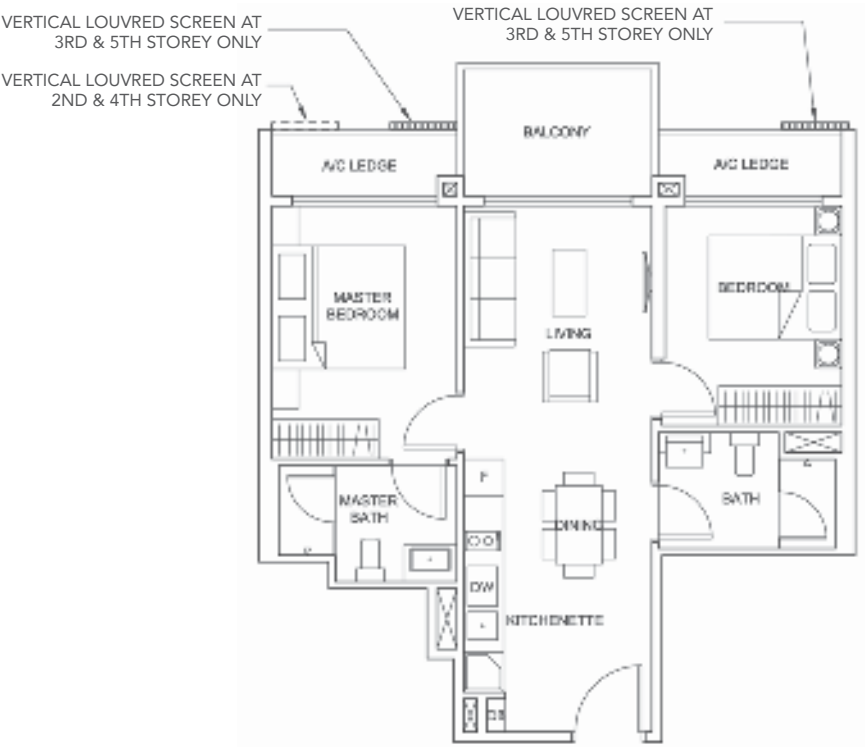 VERTICAL LOUVRED SCREEN AT
3RD & 5TH STOREY ONLY
VERTICAL LOUVRED SCREEN AT
3RD & 5TH STOREY ONLY
VERTICAL LOUVRED SCREEN AT
2ND & 4TH STOREY ONLY
BALCONY
A/C LEDGE
A/C LEDGE
MASTER
BEDROOM
BEDROOM
LIVING
F
MASTER
BATH
BATH
DINING
DW
KITCHENETTE
DB